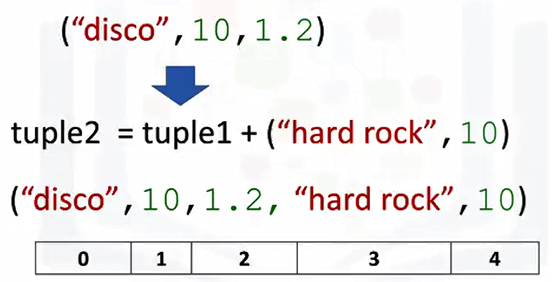 (“disco”, 10, 1.2)
tuple2 = tuple1 + (“hard rock”, 10)
(“disco”, 10, 1.2, “hard rock”, 10)
0 1 2 3 4